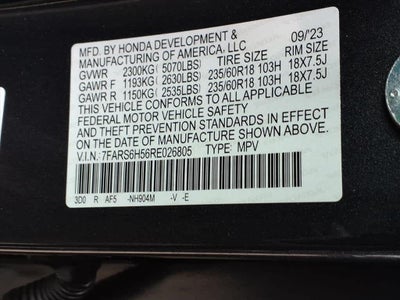 MFD. BY HONDA DEVELOPMENT & 09/'23
MANUFACTURING OF AMERICA, LLC
GVWR 2300KG( 5070LBS) TIRE SIZE RIM SIZE
GAWR F 1193KG( 2630LBS) 235/60R18 103H 18X7.5J
GAWR R 1150KG( 2535LBS) 235/60R18 103H 18X7.5J
THIS VEHICLE CONFORMS TO ALL APPLICABLE
FEDERAL MOTOR VEHICLE SAFETY
AND THEFT PREVENTION STANDARDS IN EFFECT
ON THE DATE OF MANUFACTURE SHOWN ABOVE.
V.I.N.:7FARS6H56RE026805 TYPE: MPV
3D0 R AF5 -NH904M -V -E